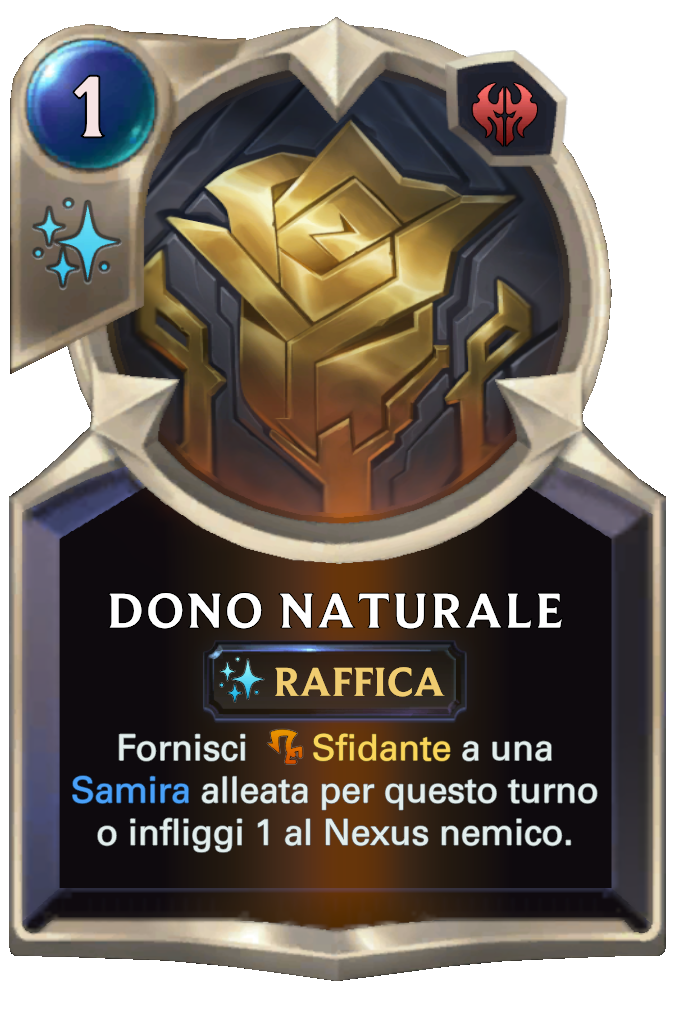 1
DONO NATURALE
RAFFICA
Fornisci Sfidante a una
Samira alleata per questo turno
o infliggi 1 al Nexus nemico.